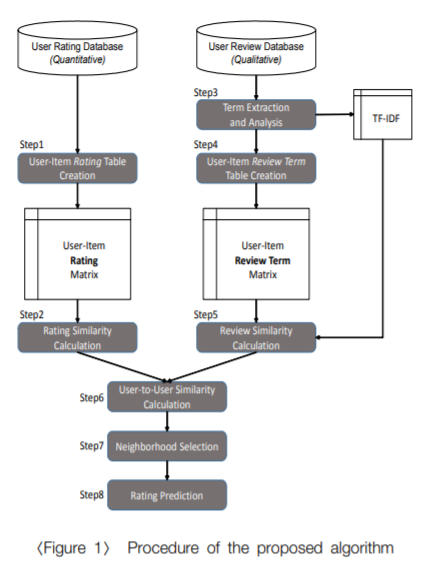 User Rating Database
(Quantitative)
User Review Database
(Qualitative)
Step3
Term Extraction
and Analysis
TF-IDF
Step1
User-Item Rating Table
Creation
Step4
User-Item Review Term
Table Creation
User-Item
Rating
Matrix
User-Item
Review Term
Matrix
Step2
Rating Similarity
Calculation
Step5
Review Similarity
Calculation
Step6
User-to-User Similarity
Calculation
Step7
Neighborhood Selection
Step8
Rating Prediction
〈Figure 1〉 Procedure of the proposed algorithm